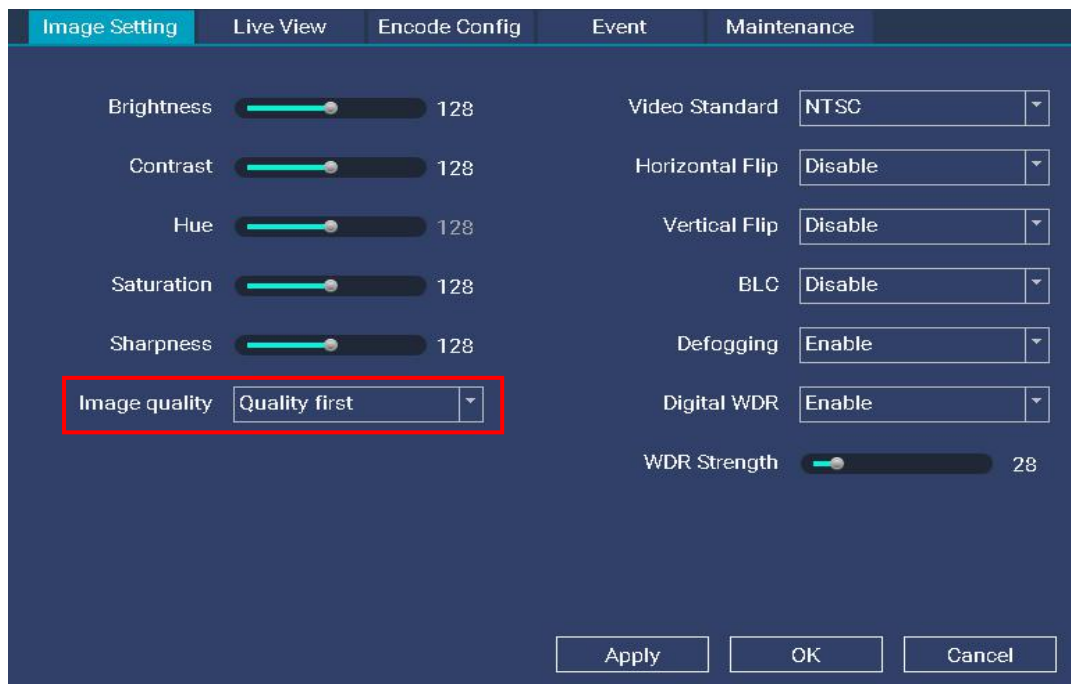 Image Setting Live View Encode Config Event Maintenance
Brightness 128
Contrast 128
Hue 128
Saturation 128
Sharpness 128
Image quality Quality first
Video Standard NTSC
Horizontal Flip Disable
Vertical Flip Disable
BLC Disable
Defogging Enable
Digital WDR Enable
WDR Strength 28
Apply OK Cancel